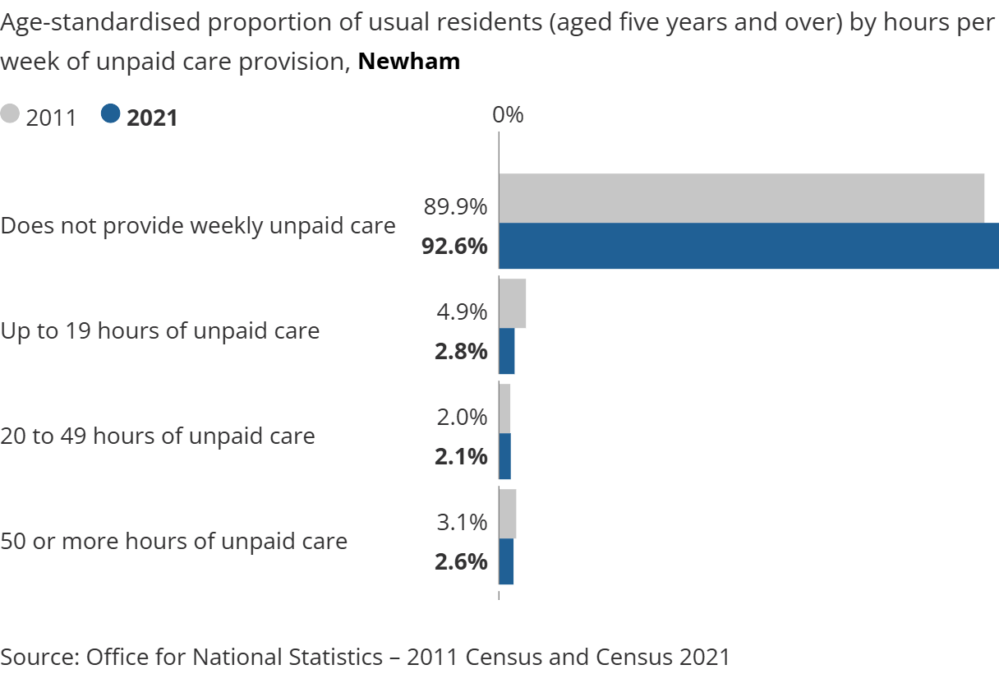 Age-standardised proportion of usual residents (aged five years and over) by hours per
week of unpaid care provision, Newham
2011 2021
0%
Does not provide weekly unpaid care
89.9%
92.6%
Up to 19 hours of unpaid care
4.9%
2.8%
20 to 49 hours of unpaid care
2.0%
2.1%
50 or more hours of unpaid care
3.1%
2.6%
Source: Office for National Statistics – 2011 Census and Census 2021